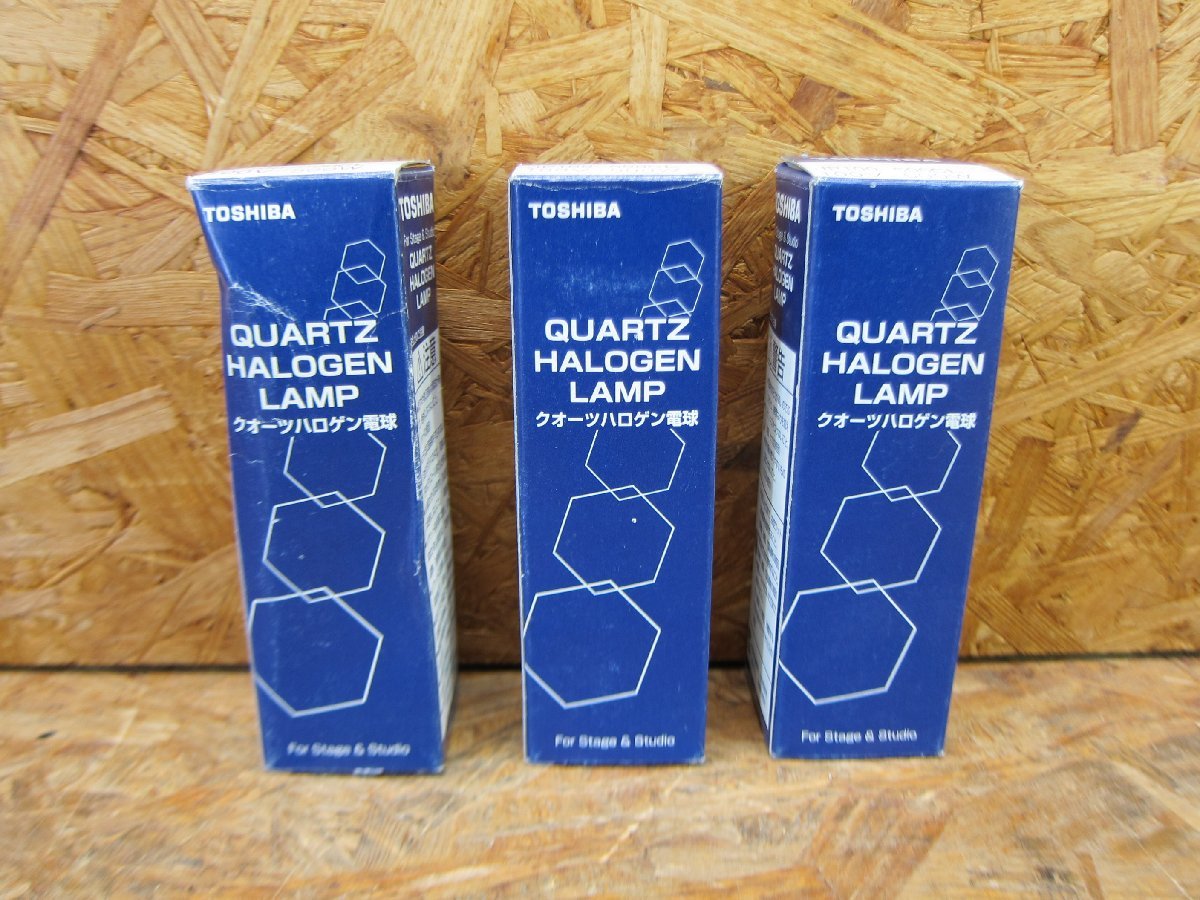 TOSHIBA
QUARTZ
HALOGEN
LAMP
クオーツハロゲン電球
For Stage & Studio
TOSHIBA
For Stage & Studio
QUARTZ
HALOGEN
LAMP
TOSHIBA
QUARTZ
HALOGEN
LAMP
クオーツハロゲン電球
For Stage & Studio
TOSHIBA
QUARTZ
HALOGEN
LAMP
TOSHIBA
QUARTZ
HALOGEN
LAMP
クオーツハロゲン電球
For Stage & Studio